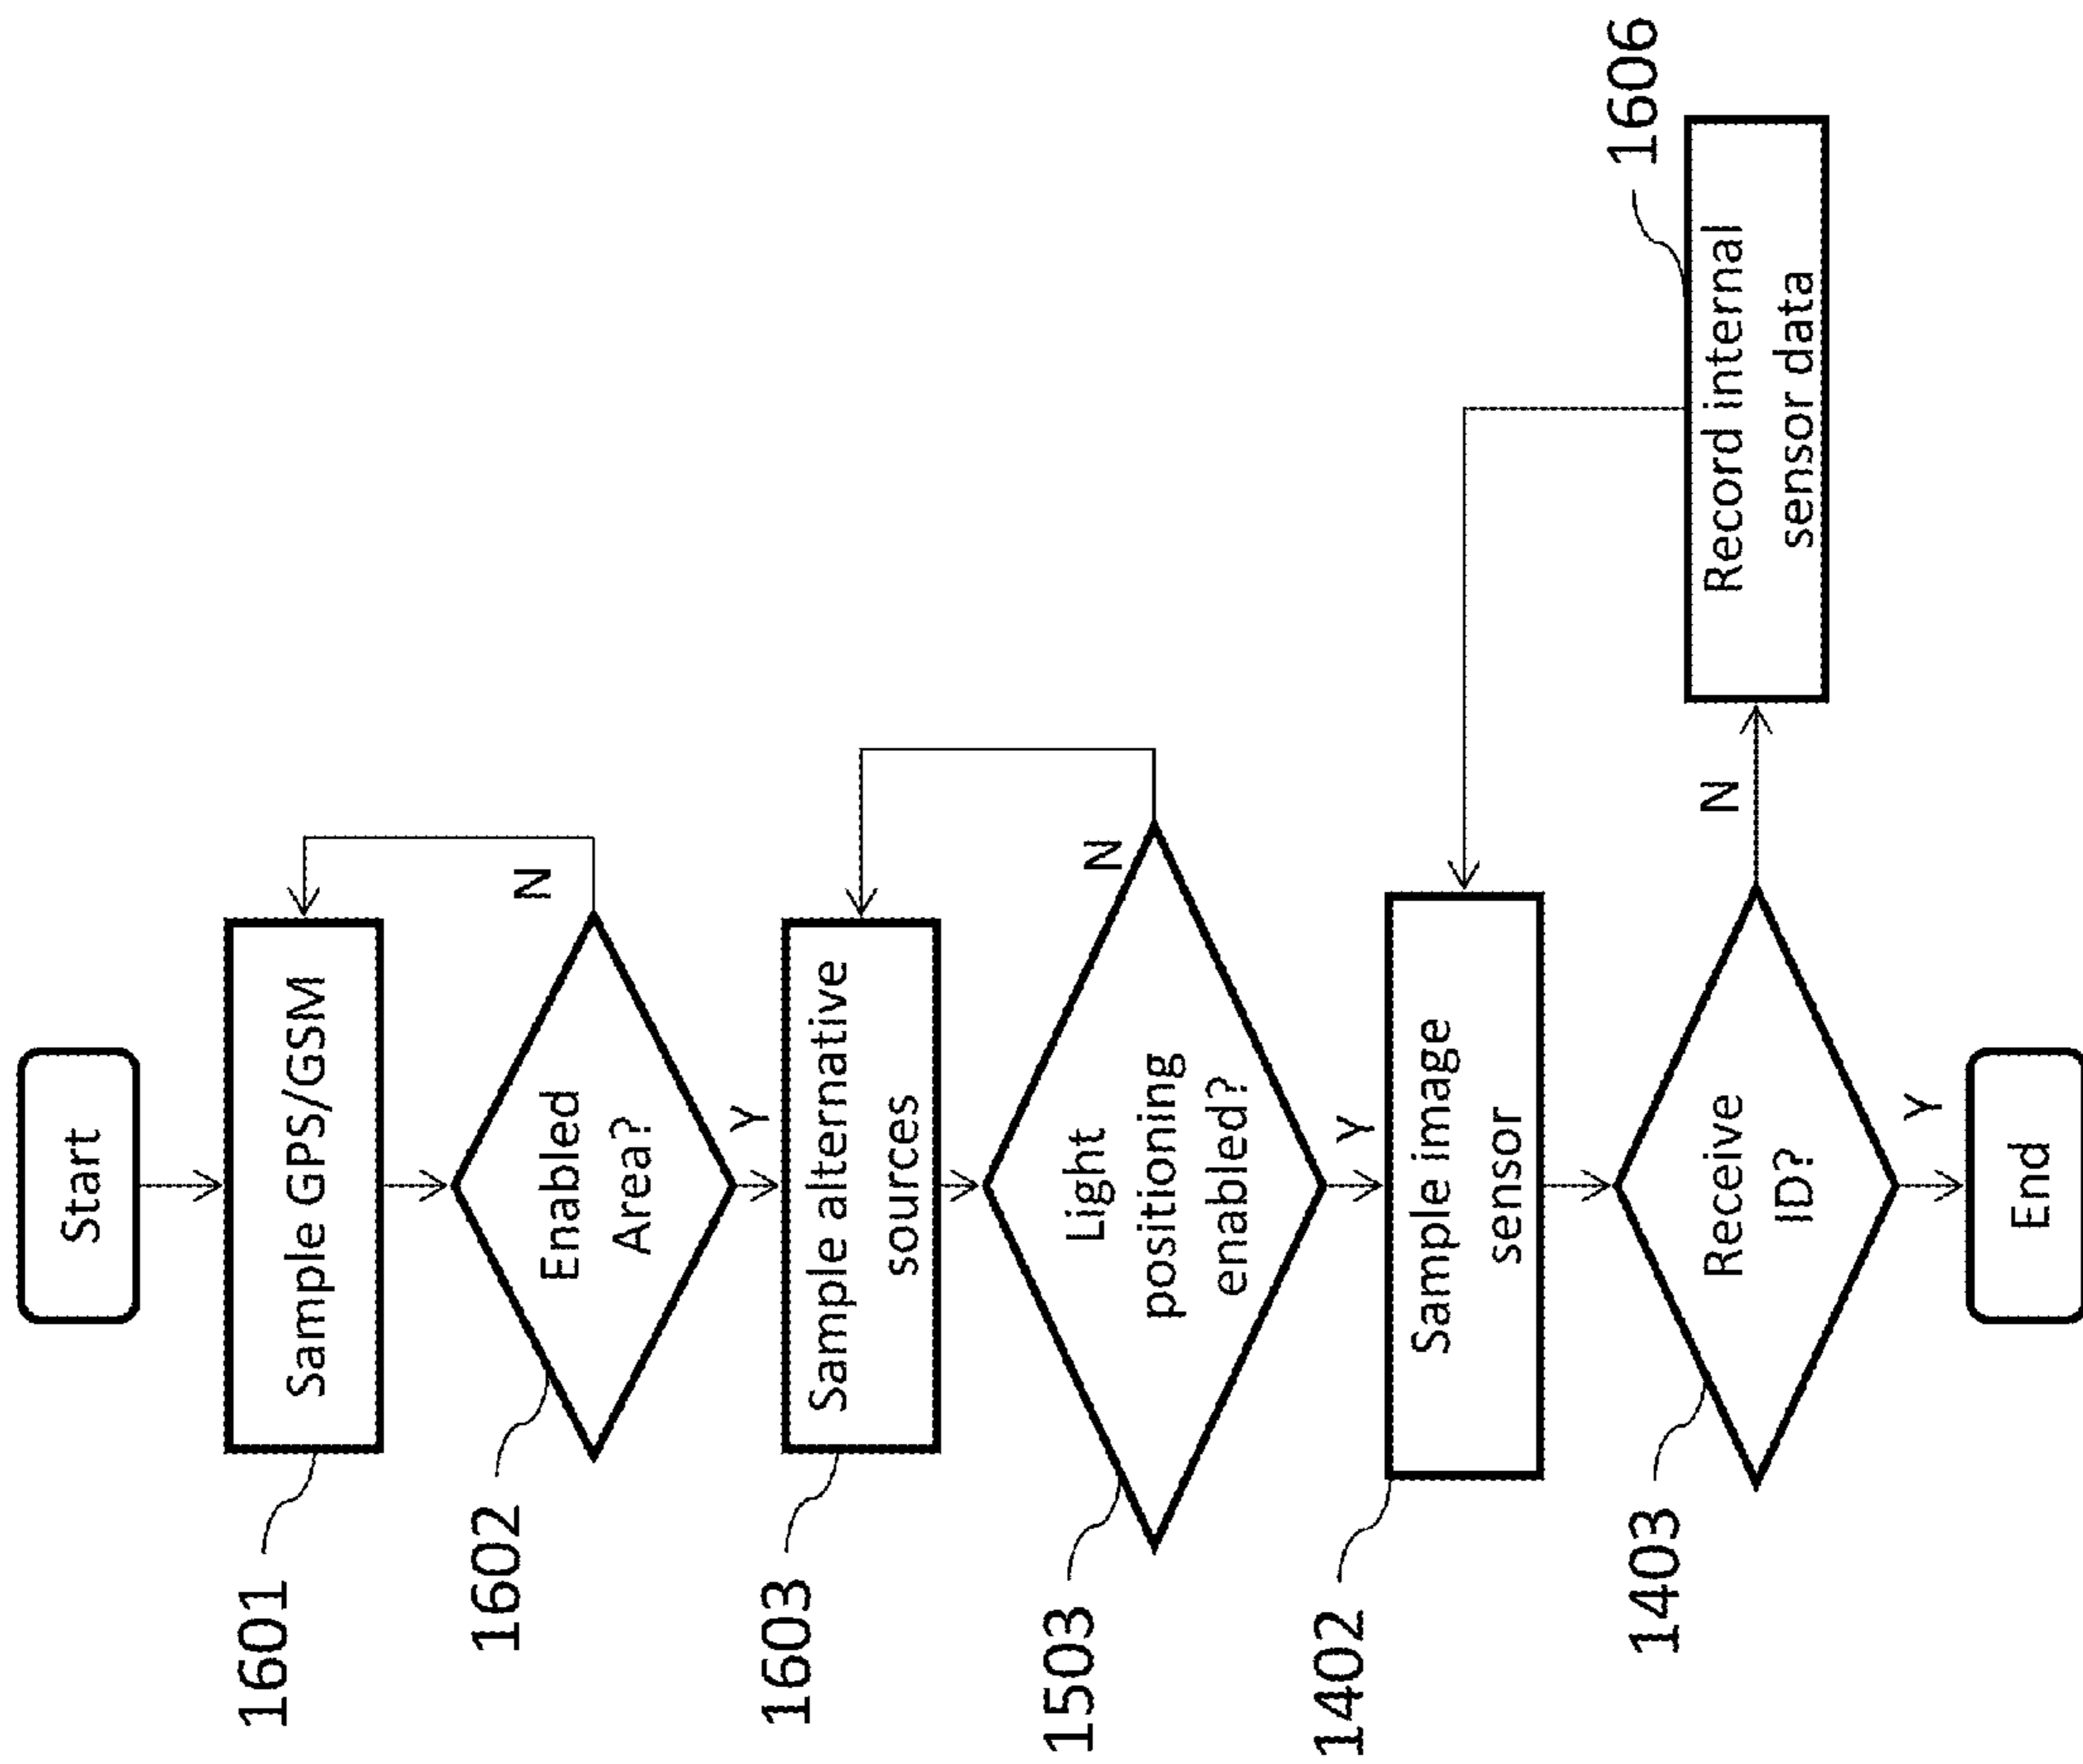 Start
1601
Sample GPS/GSM
1602
Enabled
Area?
N
Y
1603
Sample alternative
sources
1503
Light
positioning
enabled?
N
Y
1402
Sample image
sensor
1403
Receive
ID?
N
1606
Record internal
sensor data
Y
End